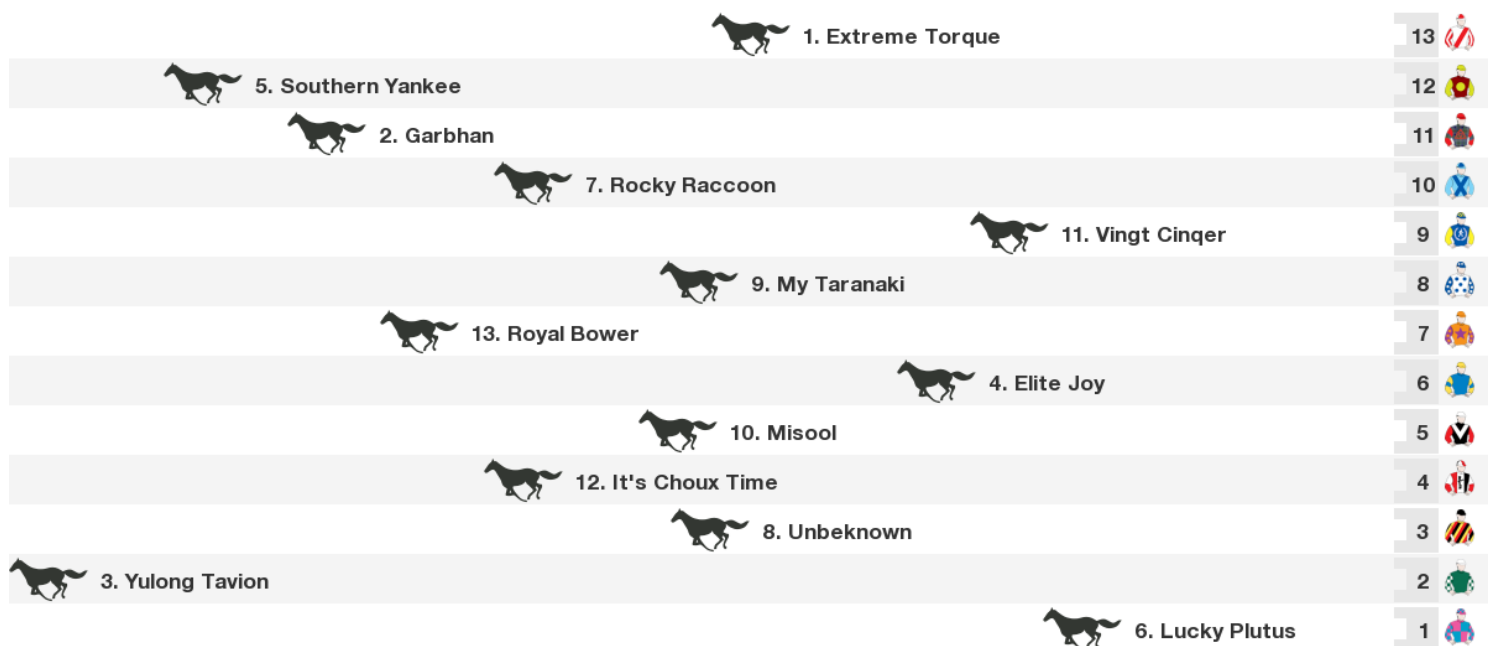 1. Extreme Torque 13
5. Southern Yankee 12
2. Garbhan 11
7. Rocky Raccoon 10
11. Vingt Cinqer 9
9. My Taranaki 8
13. Royal Bower 7
4. Elite Joy 6
10. Misool 5
12. It's Choux Time 4
8. Unbeknown 3
3. Yulong Tavion 2
6. Lucky Plutus 1